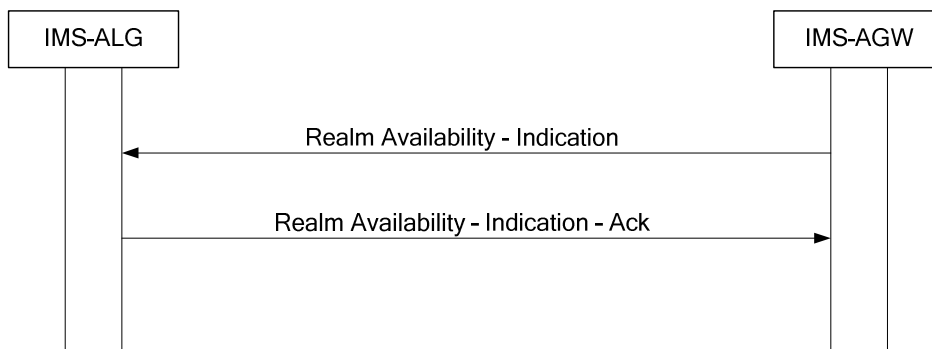 IMS-ALG
IMS-AGW
Realm Availability - Indication
Realm Availability - Indication - Ack